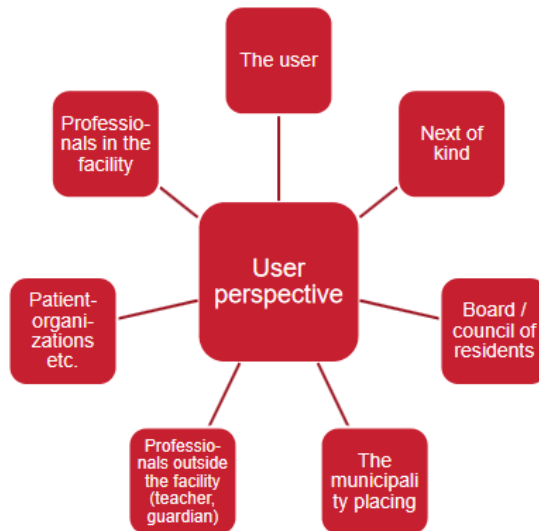 The user
Professio-
nals in the
facility
Next of
kind
User
perspective
Patient-
organi-
zations
etc.
Board /
council of
residents
Professio-
nals outside
the facility
(teacher,
guardian)
The
municipali
ty placing